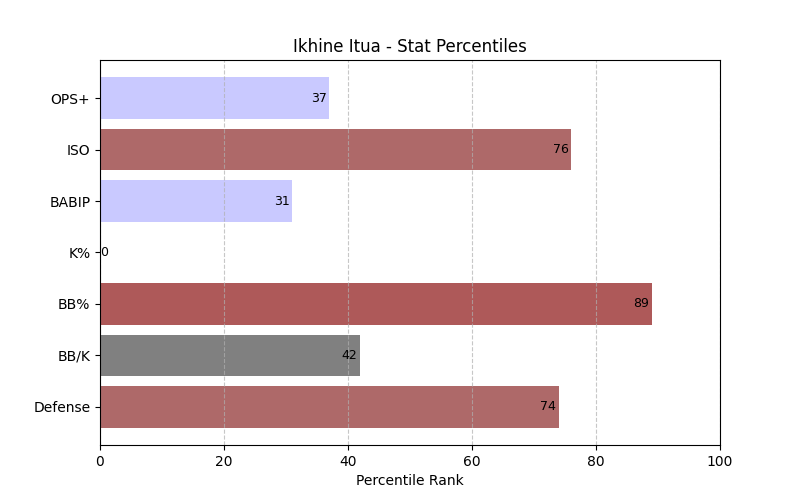 Ikhine Itua - Stat Percentiles
OPS+ 37
ISO 76
BABIP 31
K% 0
BB% 89
BB/K 42
Defense 74
0 20 40 60 80 100
Percentile Rank